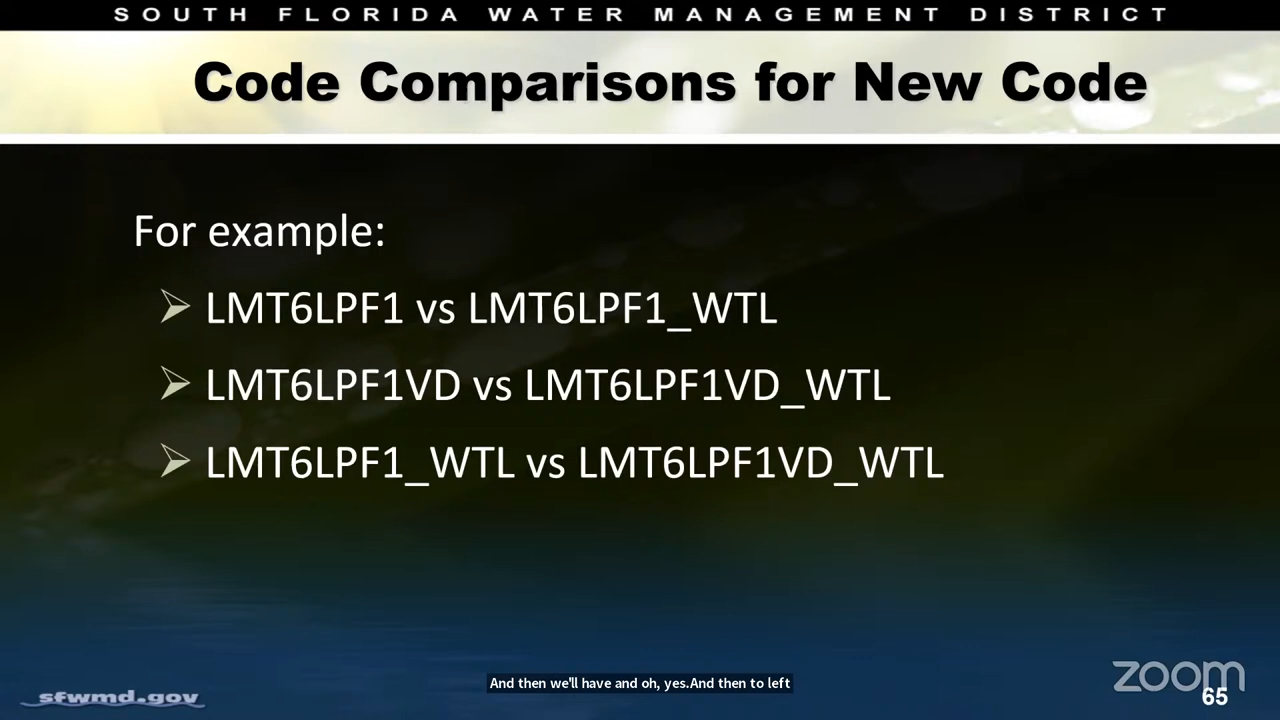 SOUTH FLORIDA WATER MANAGEMENT DISTRICT
Code Comparisons for New Code
For example:
LMT6LPF1 vs LMT6LPF1_WTL
LMT6LPF1VD vs LMT6LPF1VD_WTL
LMT6LPF1_WTL vs LMT6LPF1VD_WTL
And then we'll have and oh, yes.And then to left
sfwmd.gov
zoom
65